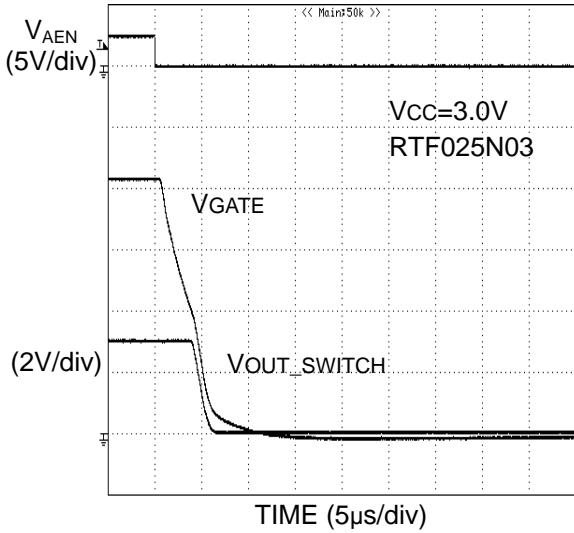 << Main:50k >>
VAEN
(5V/div)
VCC=3.0V
RTF025N03
VGATE
(2V/div)
VOUT_SWITCH
TIME (5µs/div)